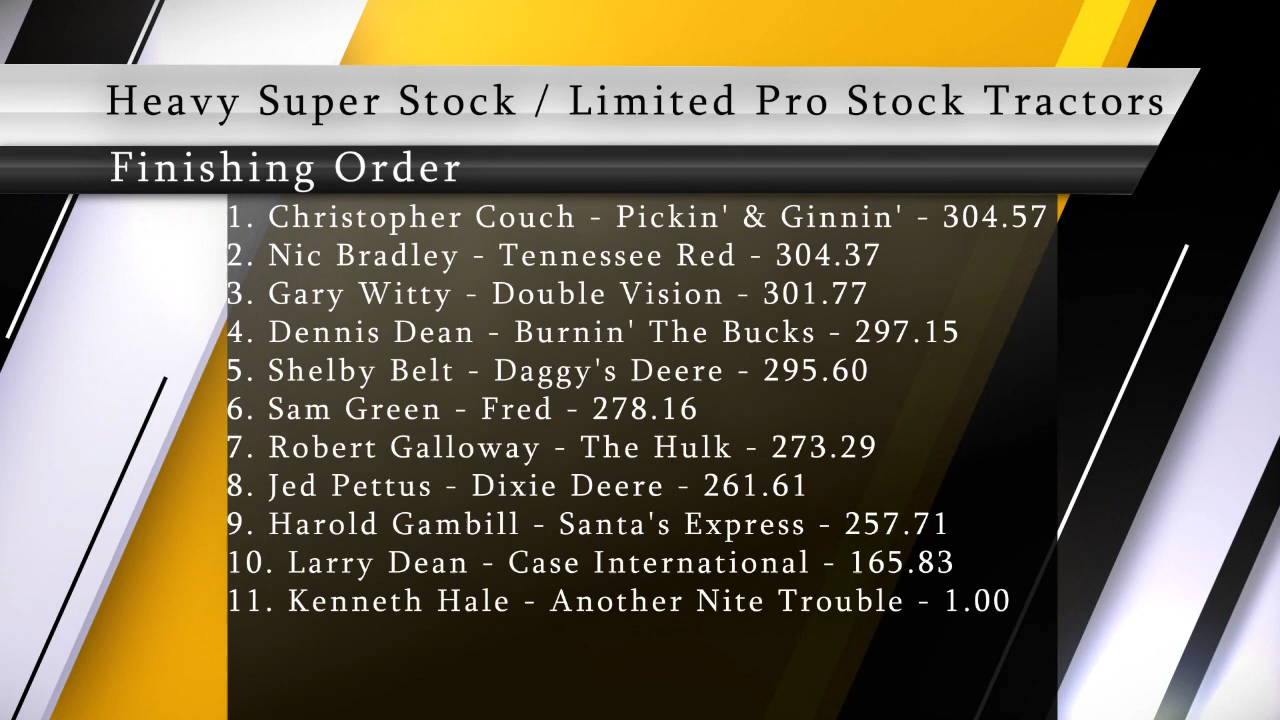 Heavy Super Stock / Limited Pro Stock Tractors
Finishing Order
1. Christopher Couch - Pickin' & Ginnin' - 304.57
2. Nic Bradley - Tennessee Red - 304.37
3. Gary Witty - Double Vision - 301.77
4. Dennis Dean - Burnin' The Bucks - 297.15
5. Shelby Belt - Daggy's Deere - 295.60
6. Sam Green - Fred - 278.16
7. Robert Galloway - The Hulk - 273.29
8. Jed Pettus - Dixie Deere - 261.61
9. Harold Gambill - Santa's Express - 257.71
10. Larry Dean - Case International - 165.83
11. Kenneth Hale - Another Nite Trouble - 1.00